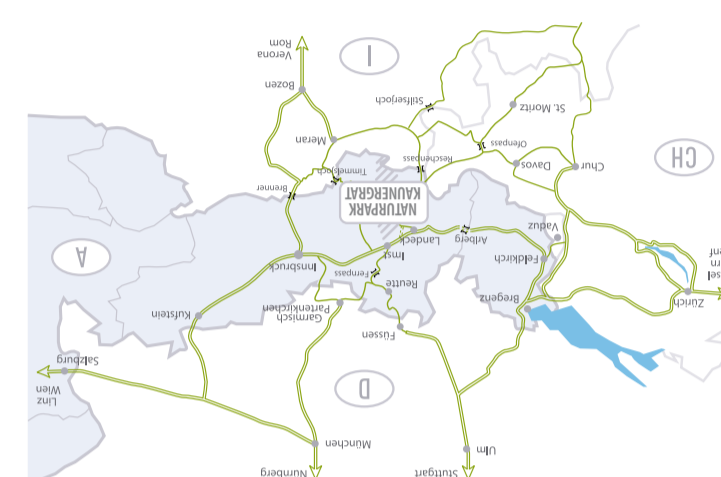 Stuttgart
Nurnberg
Ulm
München
D
Linz
Wien
Salzburg
Füssen
Garmisch
Partenkirchen
Kufstein
Bregenz
Zürich
Reutte
Fernpass
Feldkirch
Imst
Innsbruck
A
Vaduz
Arlberg
Landeck
NATURPARK
KAUNERGRAT
Brenner
CH
Chur
Davos
Reschenpass
Timmelsjoch
Ofenpass
Meran
St. Moritz
Stilfserjoch
Bozen
I
Verona
Rom